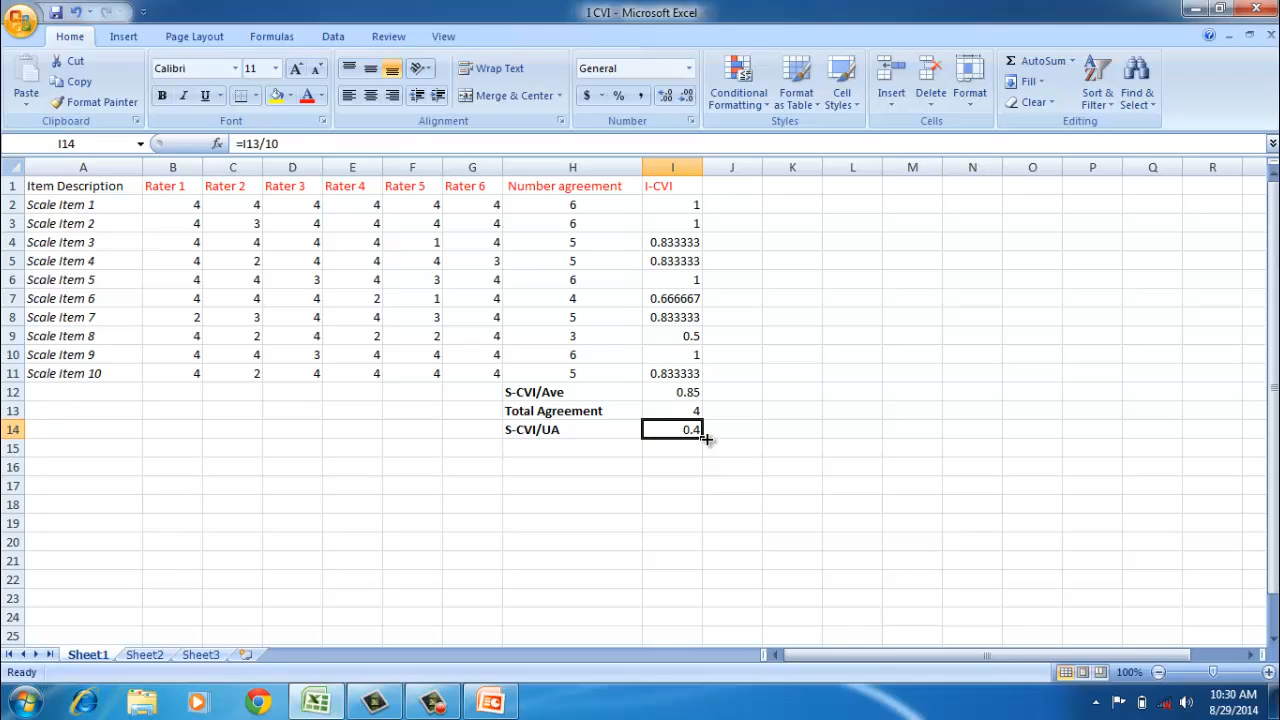 I CVI - Microsoft Excel
Home Insert Page Layout Formulas Data Review View
Paste Cut Copy Format Painter Clipboard
Calibri 11 A A B I U A Font
Wrap Text Merge & Center Alignment
General $ % , .0 .00 .00 .0 Number
Conditional Formatting Format as Table Cell Styles Styles
Insert Delete Format Cells
Σ AutoSum Fill Clear Sort & Filter Find & Select Editing
I14 fx =I13/10
A B C D E F G H I J K L M N O P Q R
1 Item Description Rater 1 Rater 2 Rater 3 Rater 4 Rater 5 Rater 6 Number agreement I-CVI
2 Scale Item 1 4 4 4 4 4 4 6 1
3 Scale Item 2 4 3 4 4 4 4 6 1
4 Scale Item 3 4 4 4 4 1 4 5 0.833333
5 Scale Item 4 4 2 4 4 4 3 5 0.833333
6 Scale Item 5 4 4 3 4 3 4 6 1
7 Scale Item 6 4 4 4 2 1 4 4 0.666667
8 Scale Item 7 2 3 4 4 3 4 5 0.833333
9 Scale Item 8 4 2 4 2 2 4 3 0.5
10 Scale Item 9 4 4 3 4 4 4 6 1
11 Scale Item 10 4 2 4 4 4 4 5 0.833333
12 S-CVI/Ave 0.85
13 Total Agreement 4
14 S-CVI/UA 0.4
15
16
17
18
19
20
21
22
23
24
25
Sheet1 Sheet2 Sheet3
Ready 100%
10:30 AM
8/29/2014